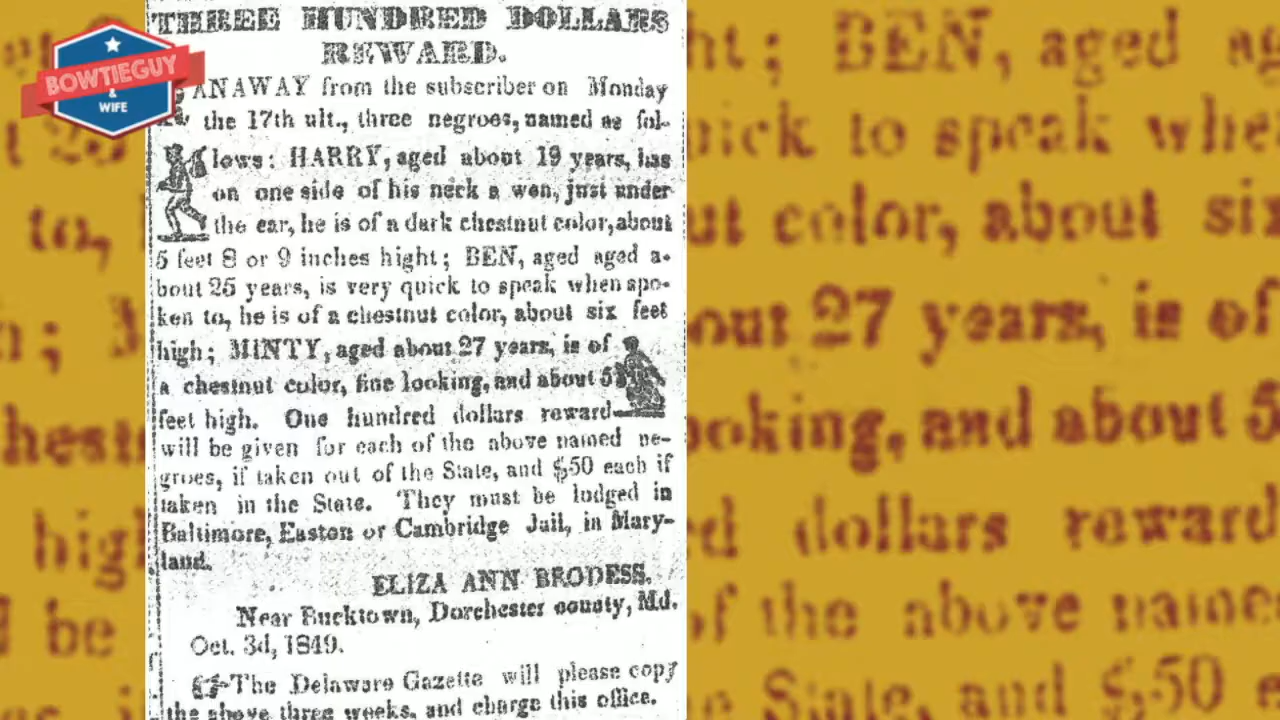 BOWTIEGUY
&
WIFE
THREE HUNDRED DOLLARS
REWARD.
RANAWAY from the subscriber on Monday
the 17th ult., three negroes, named as fol-
lows: HARRY, aged about 19 years, has
on one side of his neck a wen, just under
the ear, he is of a dark chestnut color, about
5 feet 8 or 9 inches hight; BEN, aged aged a-
bout 25 years, is very quick to speak when spo-
ken to, he is of a chestnut color, about six feet
high; MINTY, aged about 27 years, is of
a chestnut color, fine looking, and about 5
feet high. One hundred dollars reward
will be given for each of the above named ne-
groes, if taken out of the State, and $50 each if
taken in the State. They must be lodged in
Baltimore, Easton or Cambridge Jail, in Mary-
land.
ELIZA ANN BRODESS,
Near Bucktown, Dorchester county, Md.
Oct. 3d, 1849.
The Delaware Gazette will please copy
the above three weeks, and charge this office.
ht; BEN, aged ag
quick to speak whe
ut color, about six
out 27 years, is of
ooking, and about 5
ed dollars reward
of the above name
e State, and $50 e
to,
high
be